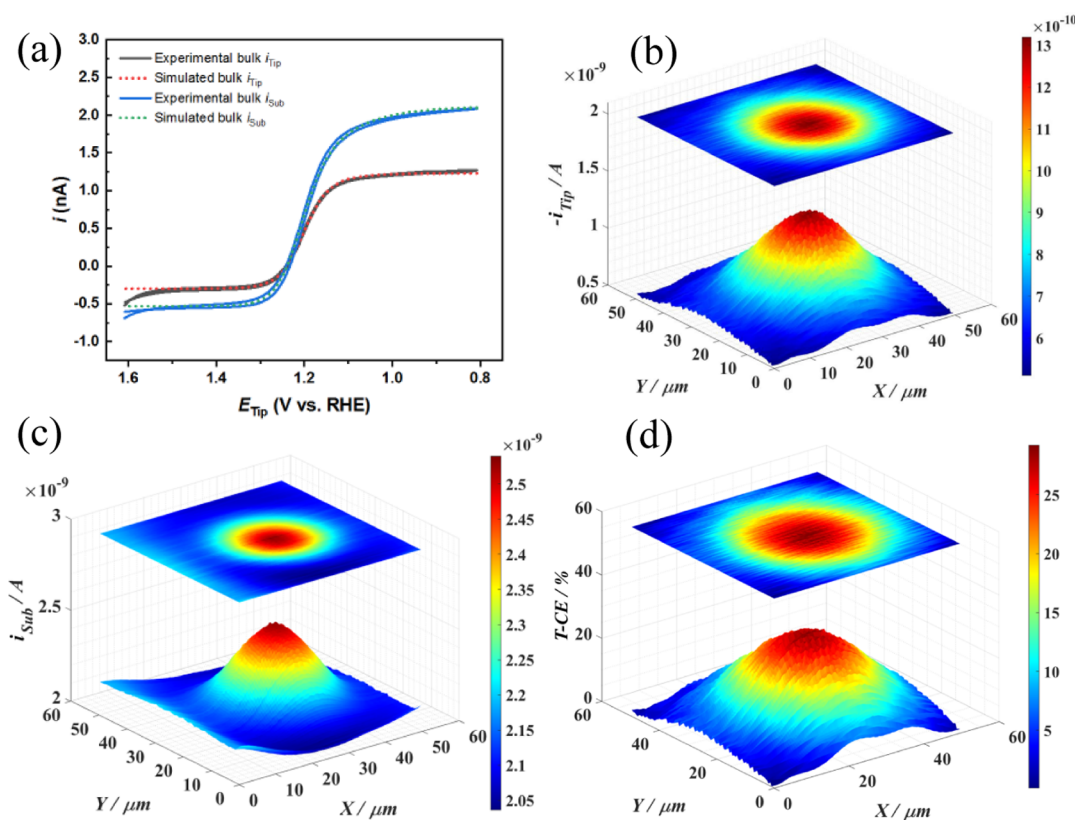 (a)
3.0
2.5
2.0
1.5
1.0
0.5
0.0
-0.5
-1.0
i (nA)
Experimental bulk iTip
Simulated bulk iTip
Experimental bulk iSub
Simulated bulk iSub
1.6 1.4 1.2 1.0 0.8
ETip (V vs. RHE)
(b)
×10-9
2
1.5
1
0.5
-iTip / A
60 50 40 30 20 10 0
Y / μm
0 10 20 30 40 50 60
X / μm
×10-10
13
12
11
10
9
8
7
6
(c)
×10-9
3
2.5
2
iSub / A
60 50 40 30 20 10 0
Y / μm
0 10 20 30 40 50 60
X / μm
×10-9
2.5
2.45
2.4
2.35
2.3
2.25
2.2
2.15
2.1
2.05
(d)
60
40
20
0
T-CE / %
60 40 20 0
Y / μm
0 20 40 60
X / μm
25
20
15
10
5